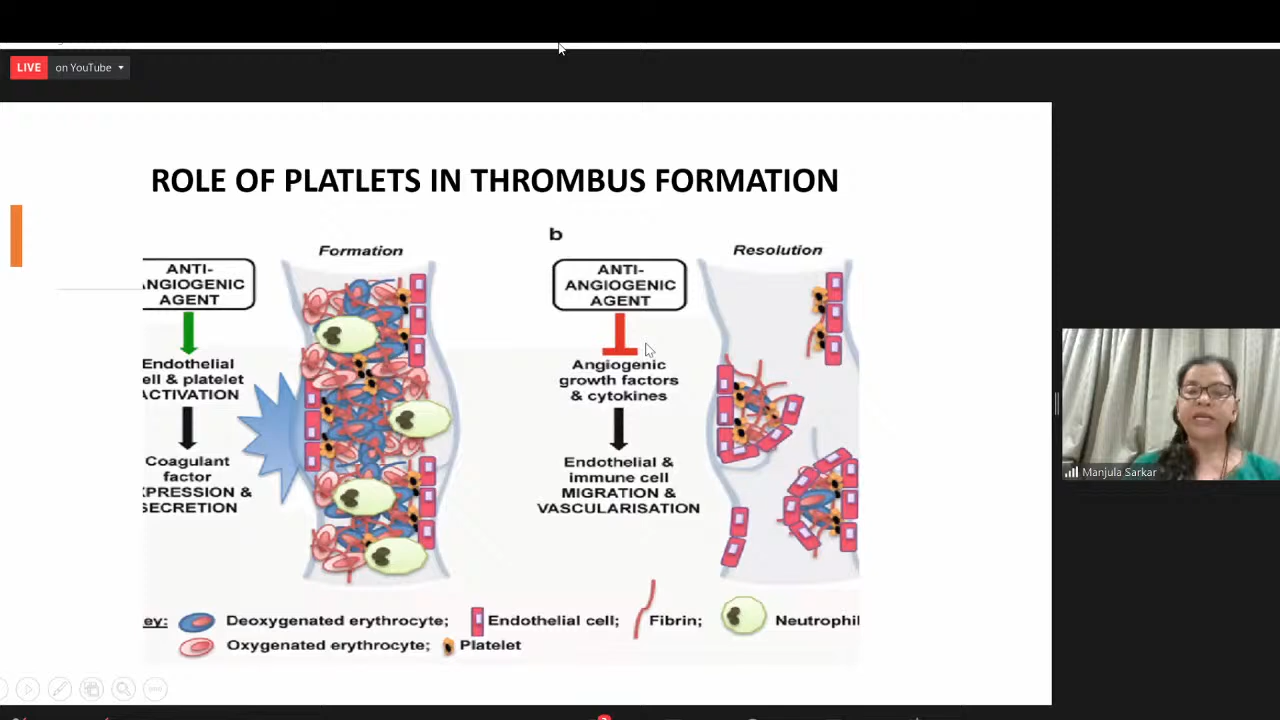 LIVE on YouTube
ROLE OF PLATLETS IN THROMBUS FORMATION
Formation
ANTI-
ANGIOGENIC
AGENT
Endothelial
ell & platelet
ACTIVATION
Coagulant
factor
XPRESSION &
SECRETION
b
Resolution
ANTI-
ANGIOGENIC
AGENT
Angiogenic
growth factors
& cytokines
Endothelial &
immune cell
MIGRATION &
VASCULARISATION
ey: Deoxygenated erythrocyte; Endothelial cell; Fibrin; Neutrophil
Oxygenated erythrocyte; Platelet
Manjula Sarkar